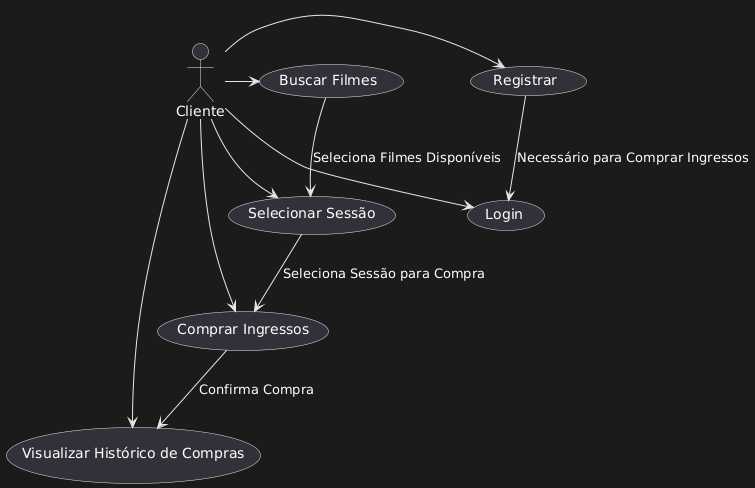 Buscar Filmes
Registrar
Cliente
Seleciona Filmes Disponíveis
Necessário para Comprar Ingressos
Selecionar Sessão
Login
Seleciona Sessão para Compra
Comprar Ingressos
Confirma Compra
Visualizar Histórico de Compras